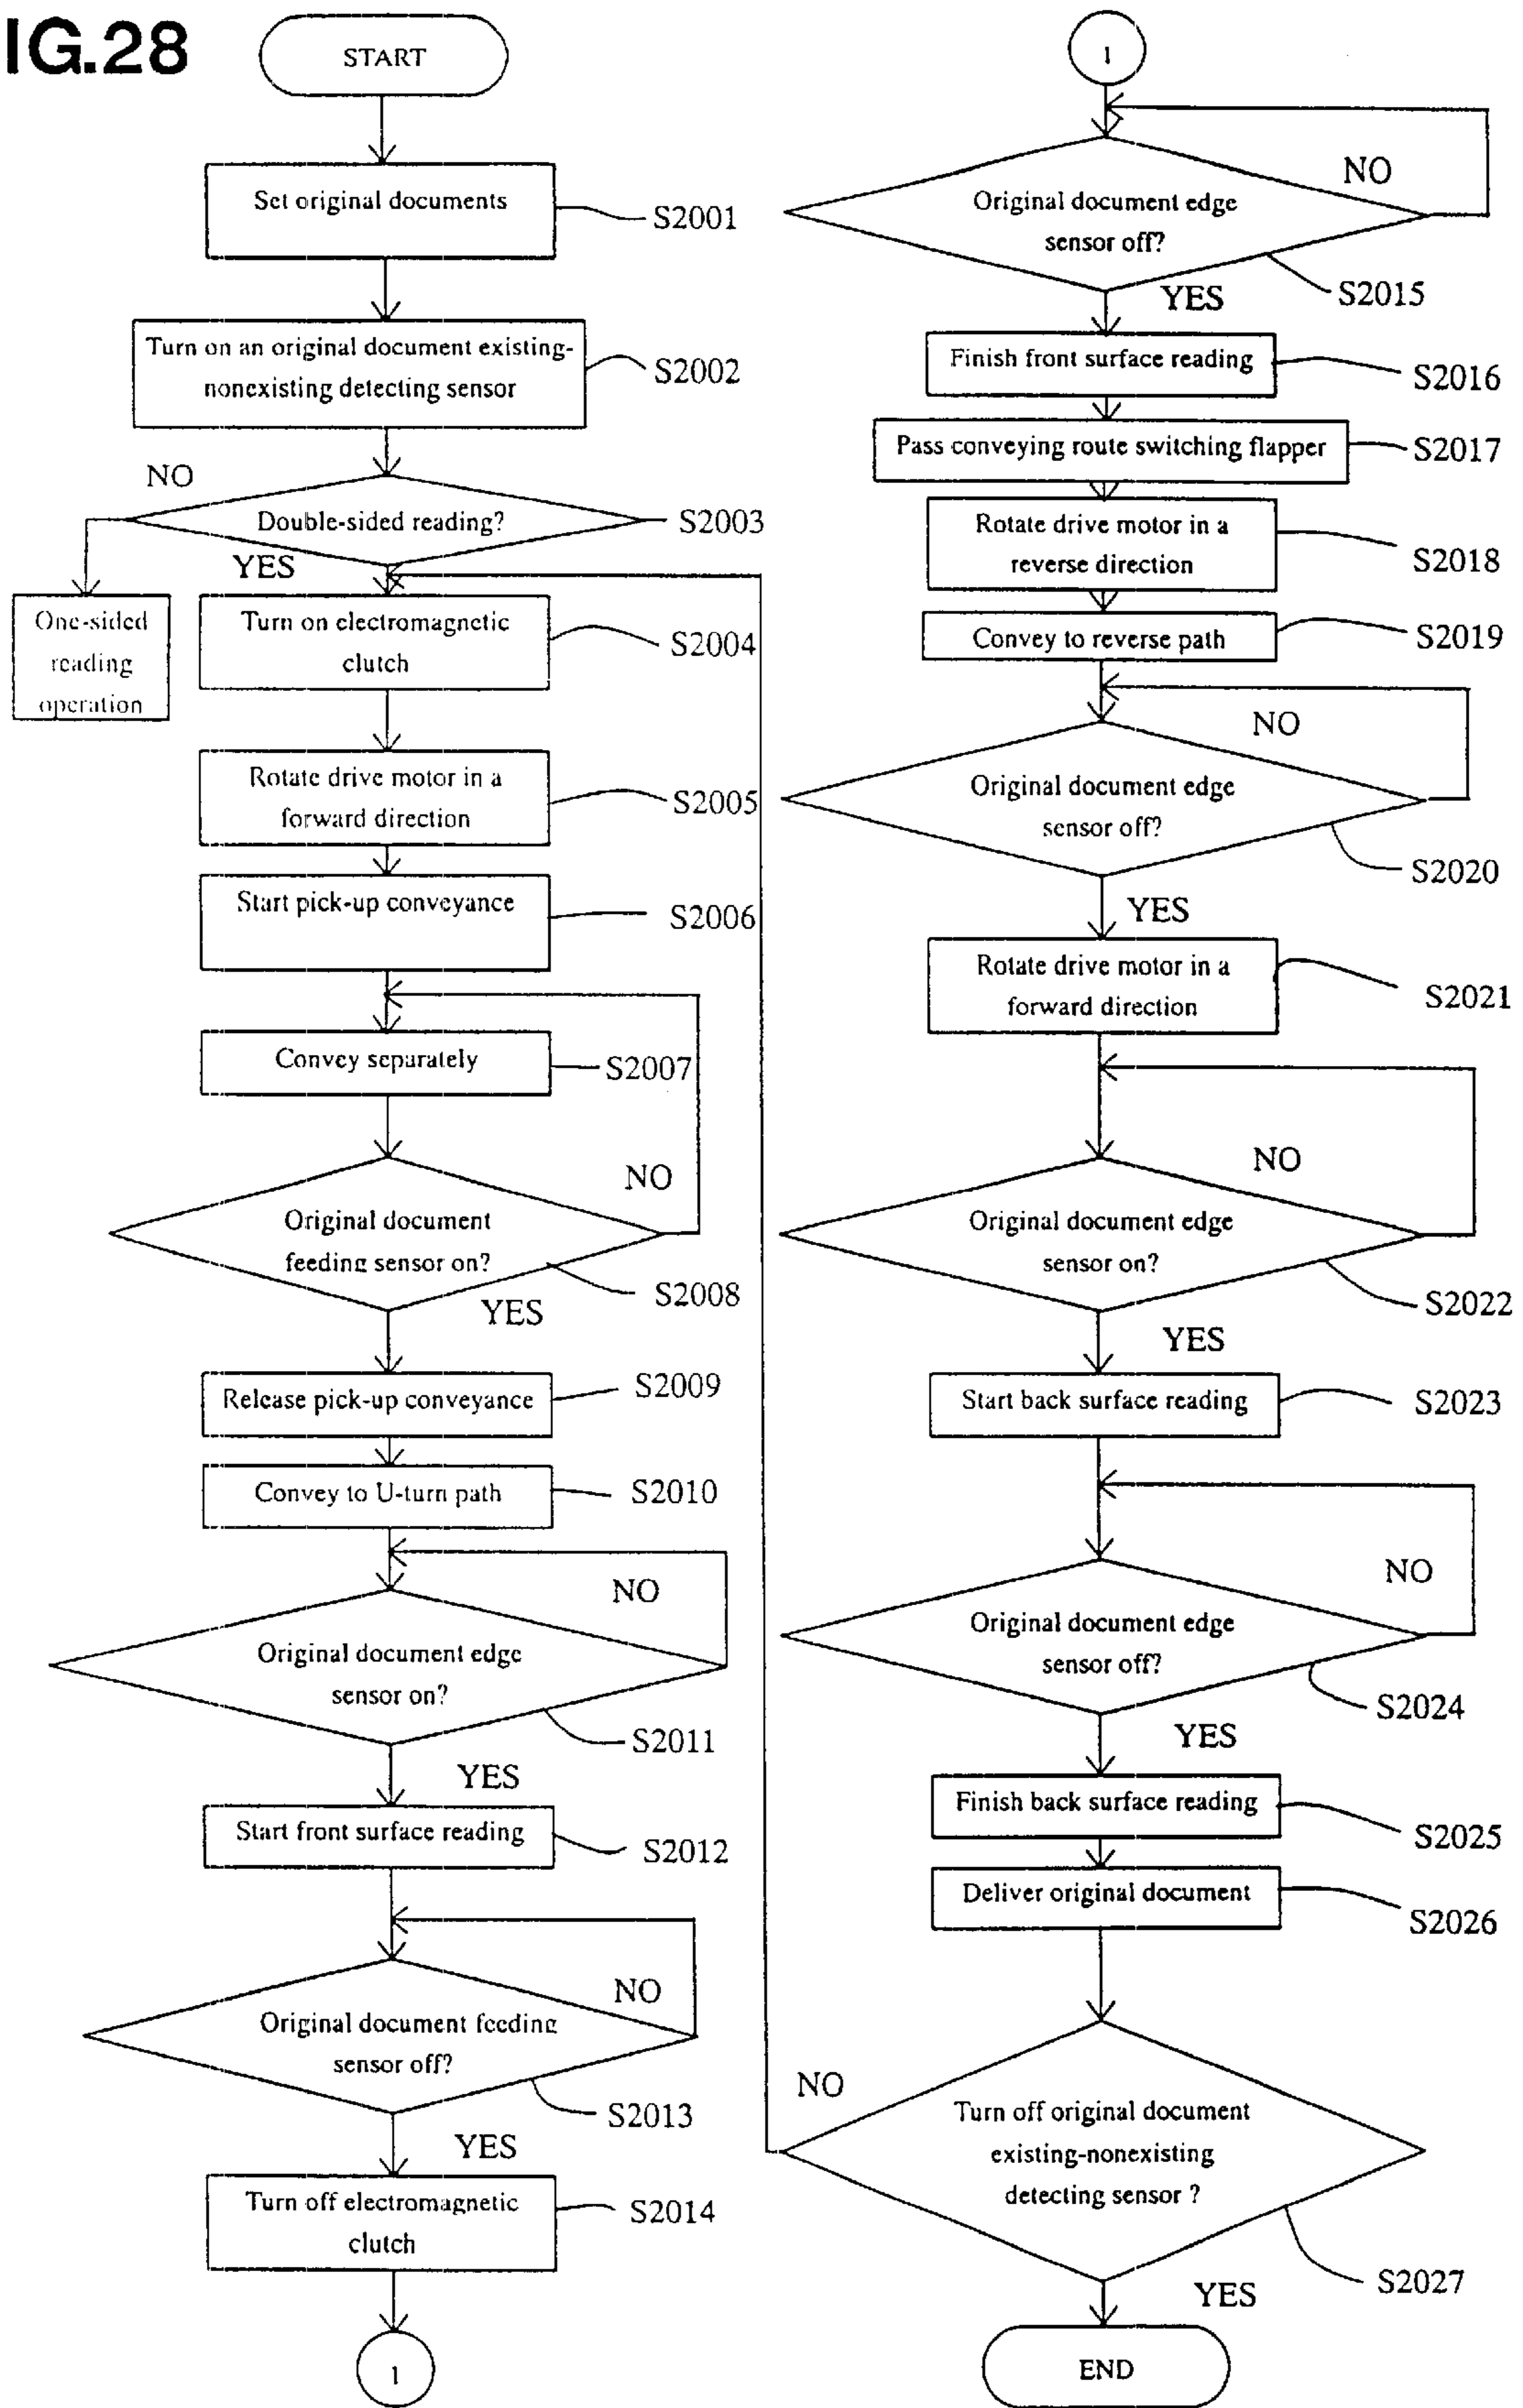 IG.28
START
Set original documents
S2001
Turn on an original document existing-
nonexisting detecting sensor
S2002
NO
Double-sided reading?
S2003
YES
One-sided
reading
operation
Turn on electromagnetic
clutch
S2004
Rotate drive motor in a
forward direction
S2005
Start pick-up conveyance
S2006
Convey separately
S2007
NO
Original document
feeding sensor on?
S2008
YES
Release pick-up conveyance
S2009
Convey to U-turn path
S2010
NO
Original document edge
sensor on?
S2011
YES
Start front surface reading
S2012
NO
Original document feeding
sensor off?
S2013
YES
Turn off electromagnetic
clutch
S2014
1
1
NO
Original document edge
sensor off?
S2015
YES
Finish front surface reading
S2016
Pass conveying route switching flapper
S2017
Rotate drive motor in a
reverse direction
S2018
Convey to reverse path
S2019
NO
Original document edge
sensor off?
S2020
YES
Rotate drive motor in a
forward direction
S2021
NO
Original document edge
sensor on?
S2022
YES
Start back surface reading
S2023
NO
Original document edge
sensor off?
S2024
YES
Finish back surface reading
S2025
Deliver original document
S2026
NO
Turn off original document
existing-nonexisting
detecting sensor ?
S2027
YES
END